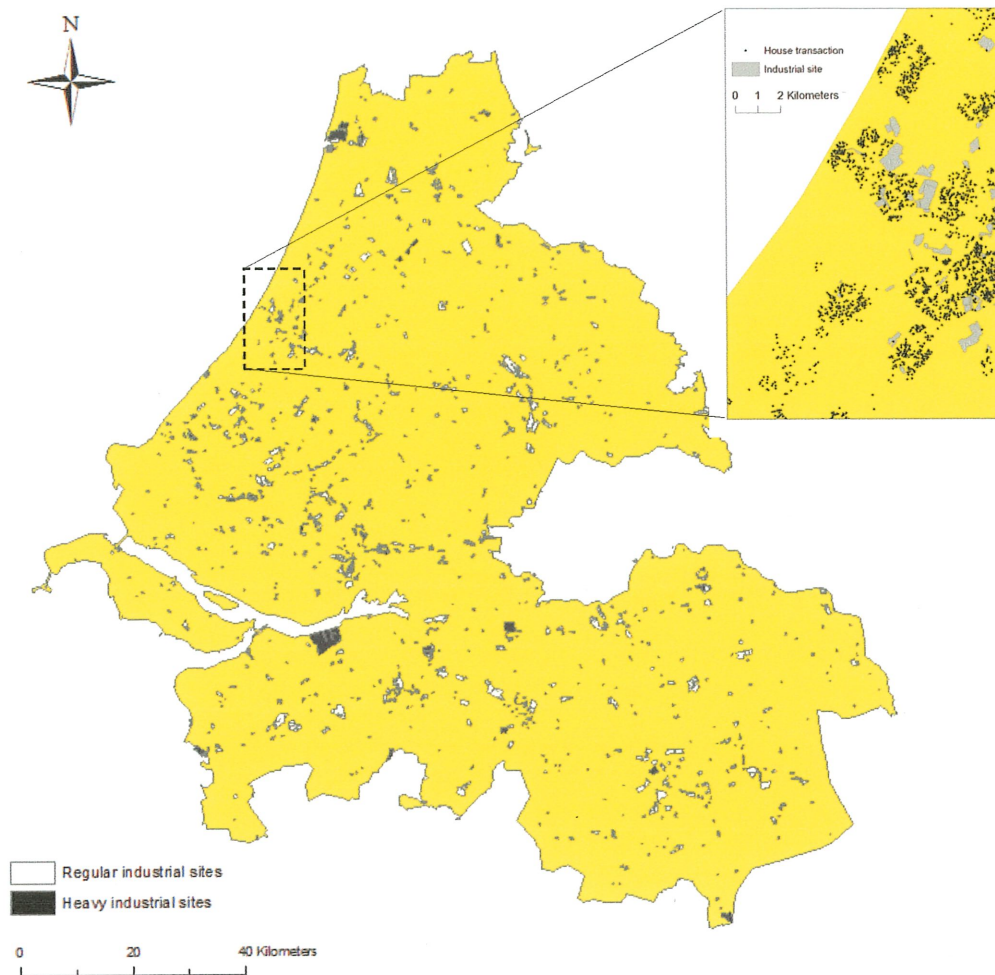 N
House transaction
Industrial site
0 1 2 Kilometers
Regular industrial sites
Heavy industrial sites
0 20 40 Kilometers